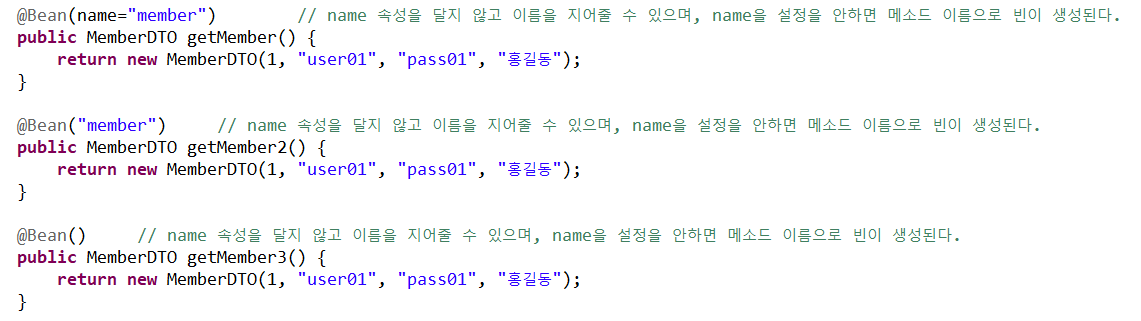 @Bean(name="member")        // name 속성을 달지 않고 이름을 지어줄 수 있으며, name을 설정을 안하면 메소드 이름으로 빈이 생성된다.
public MemberDTO getMember() {
    return new MemberDTO(1, "user01", "pass01", "홍길동");
}

@Bean("member")     // name 속성을 달지 않고 이름을 지어줄 수 있으며, name을 설정을 안하면 메소드 이름으로 빈이 생성된다.
public MemberDTO getMember2() {
    return new MemberDTO(1, "user01", "pass01", "홍길동");
}

@Bean()     // name 속성을 달지 않고 이름을 지어줄 수 있으며, name을 설정을 안하면 메소드 이름으로 빈이 생성된다.
public MemberDTO getMember3() {
    return new MemberDTO(1, "user01", "pass01", "홍길동");
}